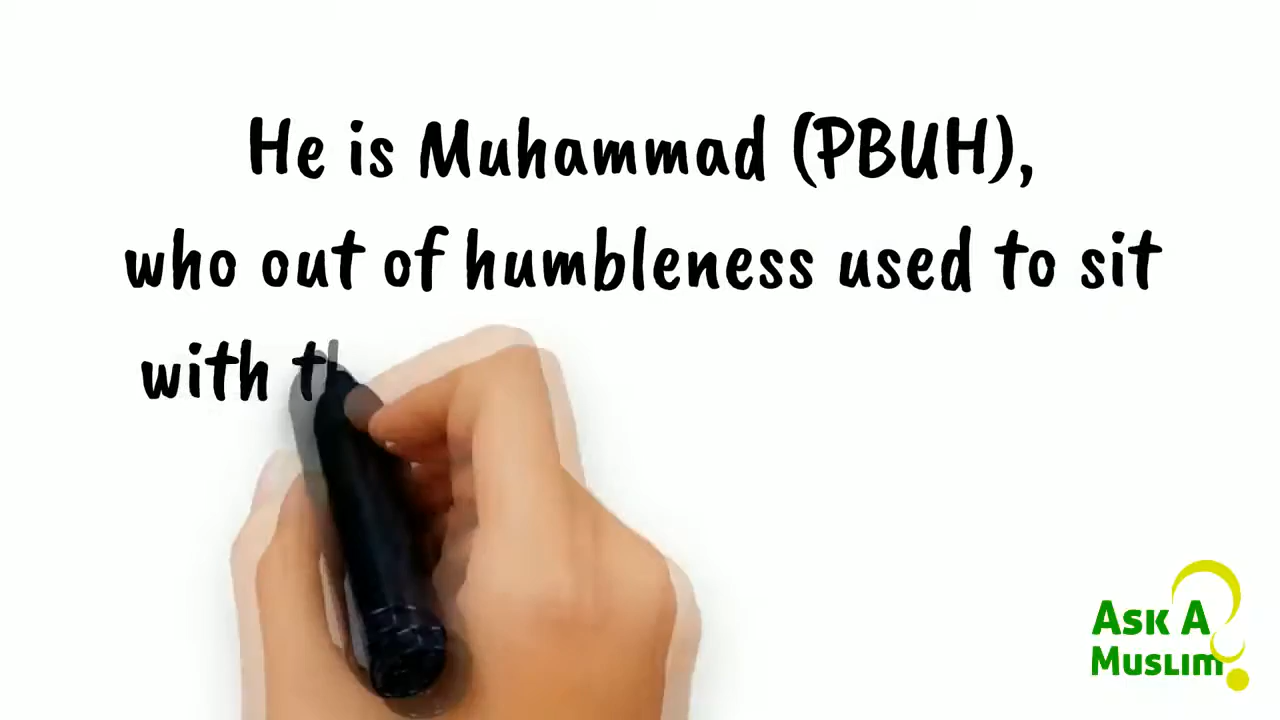 He is Muhammad (PBUH),
who out of humbleness used to sit
with
Ask A
Muslim